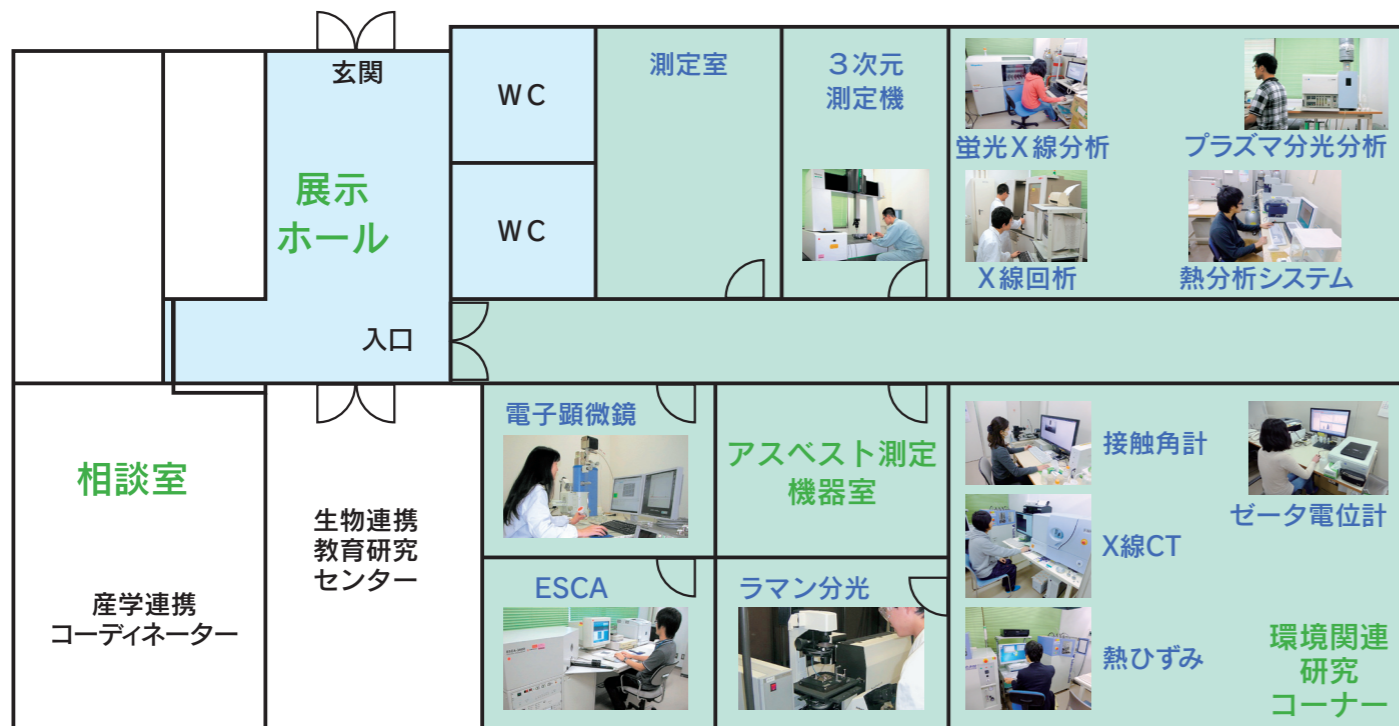 玄関
展示
ホール
入口
WC
WC
測定室
3次元
測定機
蛍光X線分析
プラズマ分光分析
X線回析
熱分析システム
相談室
産学連携
コーディネーター
生物連携
教育研究
センター
電子顕微鏡
アスベスト測定
機器室
ESCA
ラマン分光
接触角計
ゼータ電位計
X線CT
熱ひずみ
環境関連
研究
コーナー